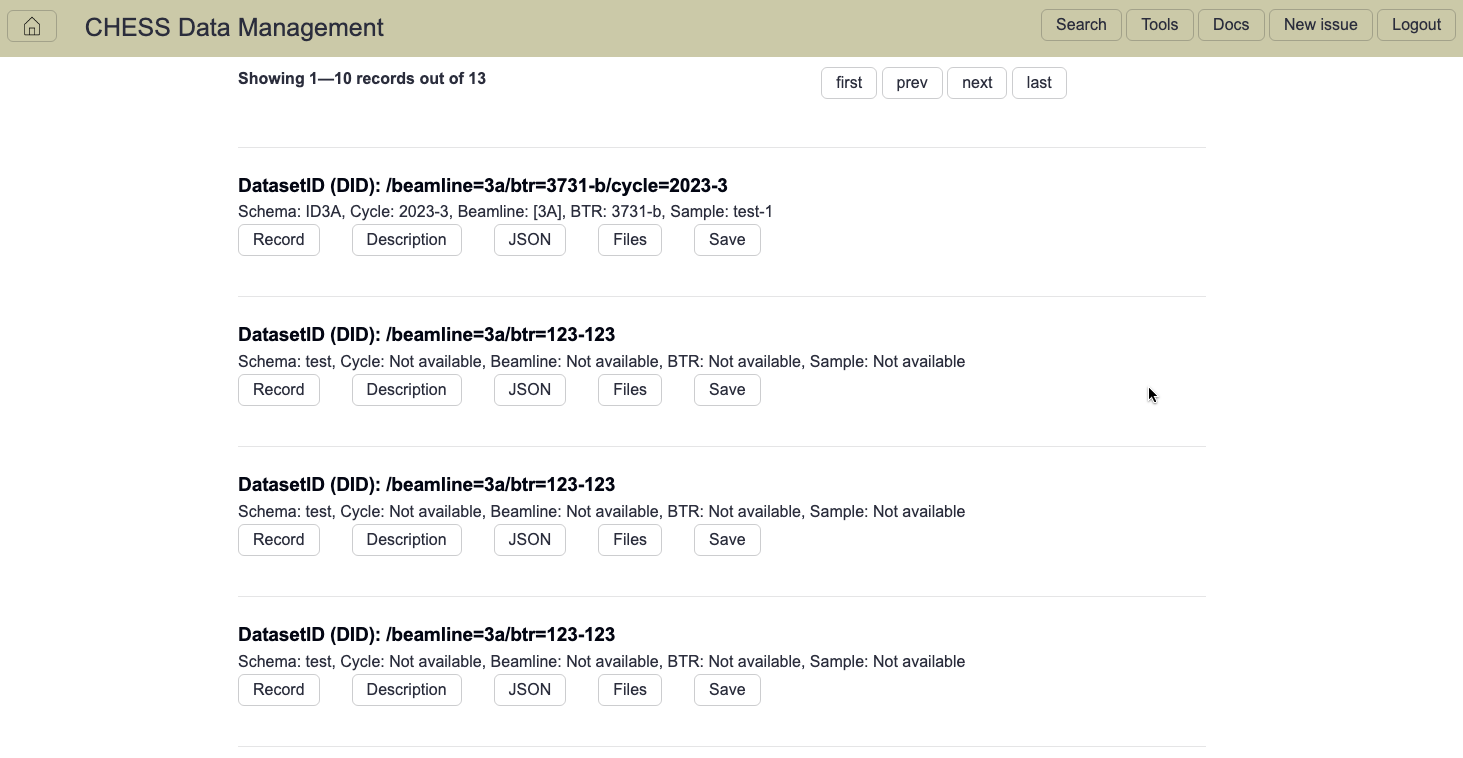 CHESS Data Management
Search Tools Docs New issue Logout
Showing 1—10 records out of 13
first prev next last
DatasetID (DID): /beamline=3a/btr=3731-b/cycle=2023-3
Schema: ID3A, Cycle: 2023-3, Beamline: [3A], BTR: 3731-b, Sample: test-1
Record Description JSON Files Save
DatasetID (DID): /beamline=3a/btr=123-123
Schema: test, Cycle: Not available, Beamline: Not available, BTR: Not available, Sample: Not available
Record Description JSON Files Save
DatasetID (DID): /beamline=3a/btr=123-123
Schema: test, Cycle: Not available, Beamline: Not available, BTR: Not available, Sample: Not available
Record Description JSON Files Save
DatasetID (DID): /beamline=3a/btr=123-123
Schema: test, Cycle: Not available, Beamline: Not available, BTR: Not available, Sample: Not available
Record Description JSON Files Save